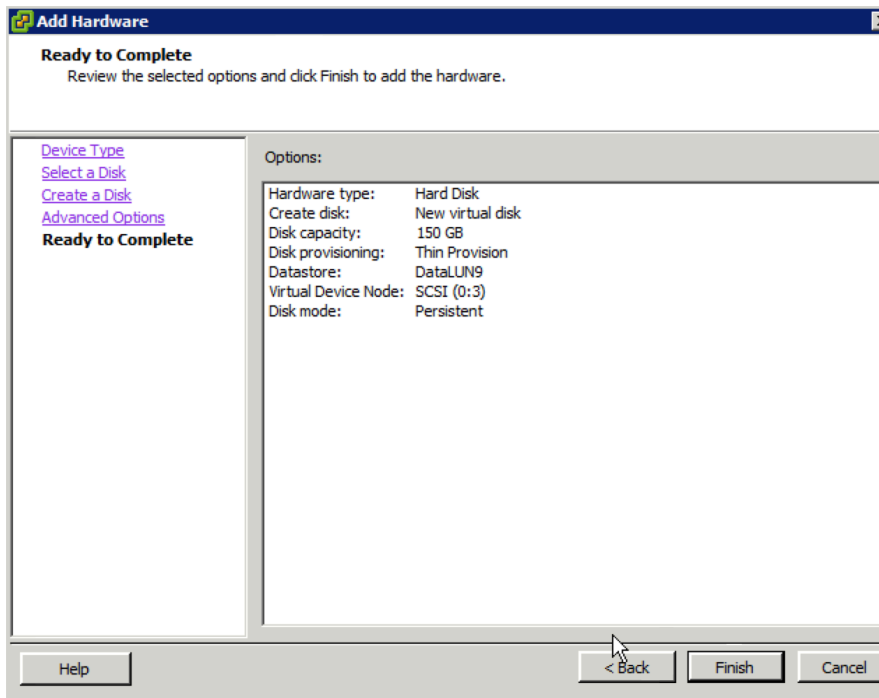 Add Hardware
Ready to Complete
Review the selected options and click Finish to add the hardware.
Device Type
Select a Disk
Create a Disk
Advanced Options
Ready to Complete
Options:
Hardware type: Hard Disk
Create disk: New virtual disk
Disk capacity: 150 GB
Disk provisioning: Thin Provision
Datastore: DataLUN9
Virtual Device Node: SCSI (0:3)
Disk mode: Persistent
Help
< Back
Finish
Cancel